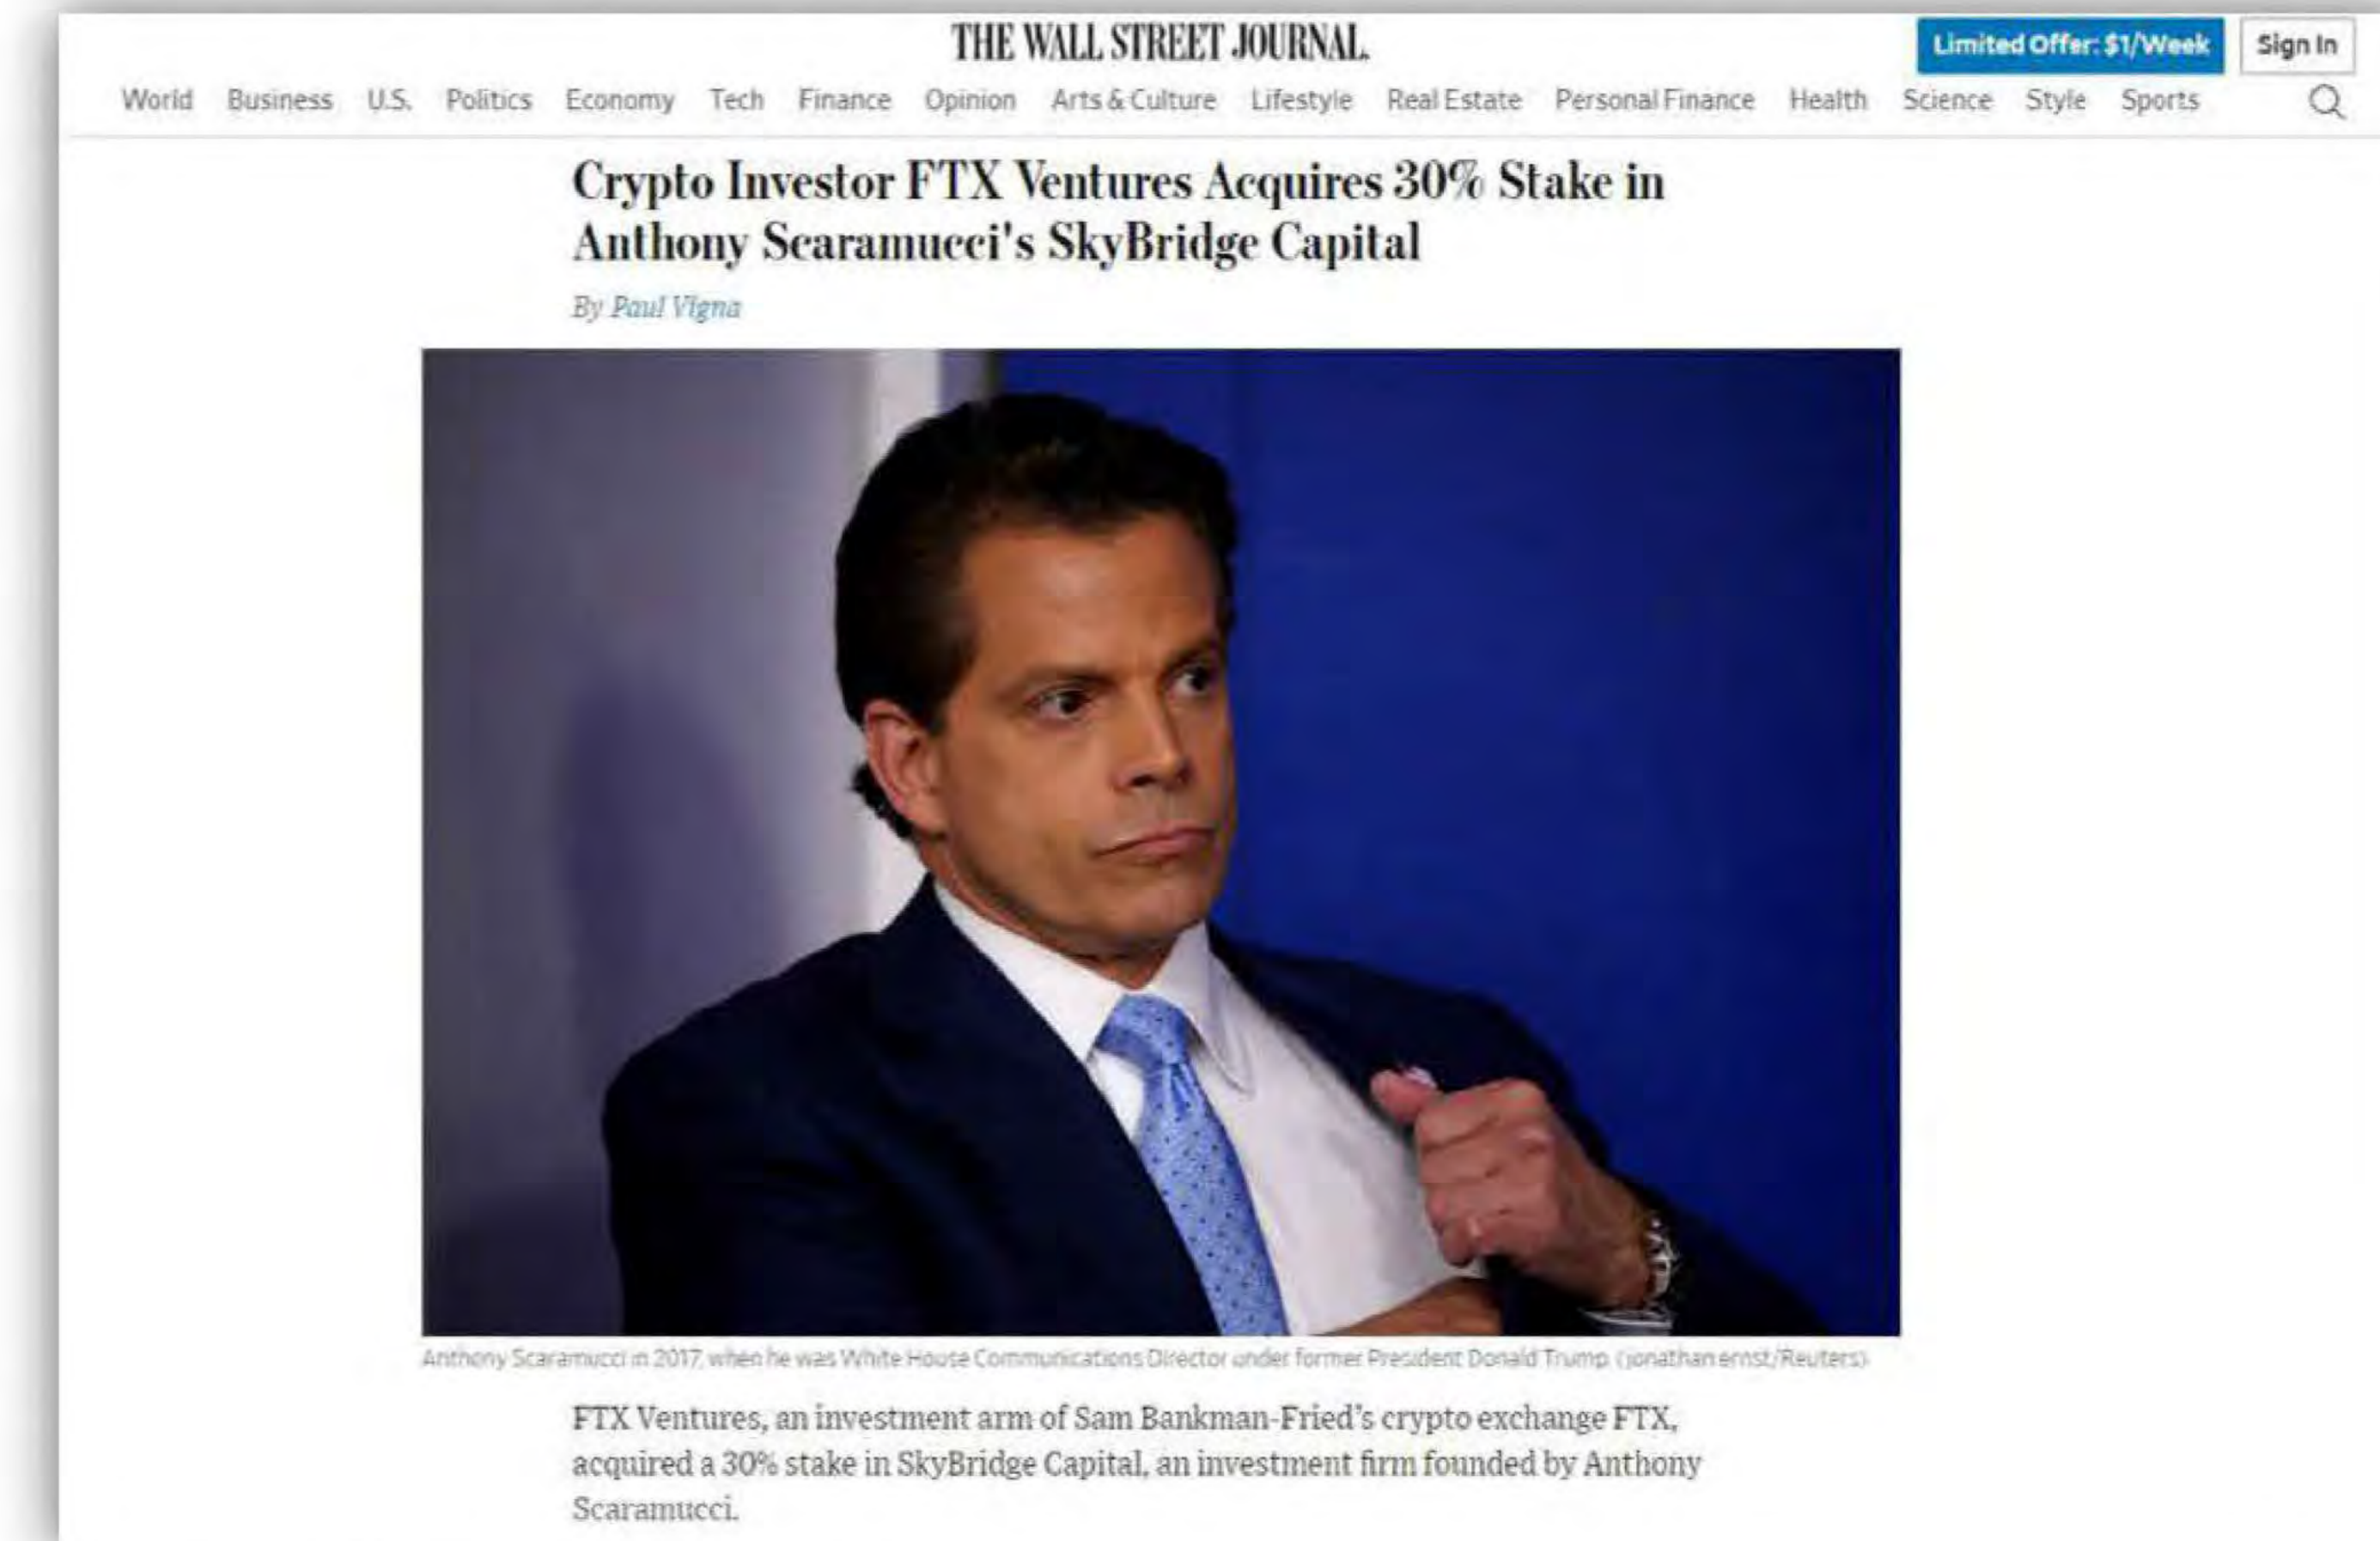 THE WALL STREET JOURNAL.
Limited Offer: $1/Week
Sign In
World Business U.S. Politics Economy Tech Finance Opinion Arts & Culture Lifestyle Real Estate Personal Finance Health Science Style Sports
Crypto Investor FTX Ventures Acquires 30% Stake in
Anthony Scaramucci's SkyBridge Capital
By Paul Vigna
Anthony Scaramucci in 2017, when he was White House Communications Director under former President Donald Trump. (jonathan ernst/Reuters)
FTX Ventures, an investment arm of Sam Bankman-Fried’s crypto exchange FTX,
acquired a 30% stake in SkyBridge Capital, an investment firm founded by Anthony
Scaramucci.